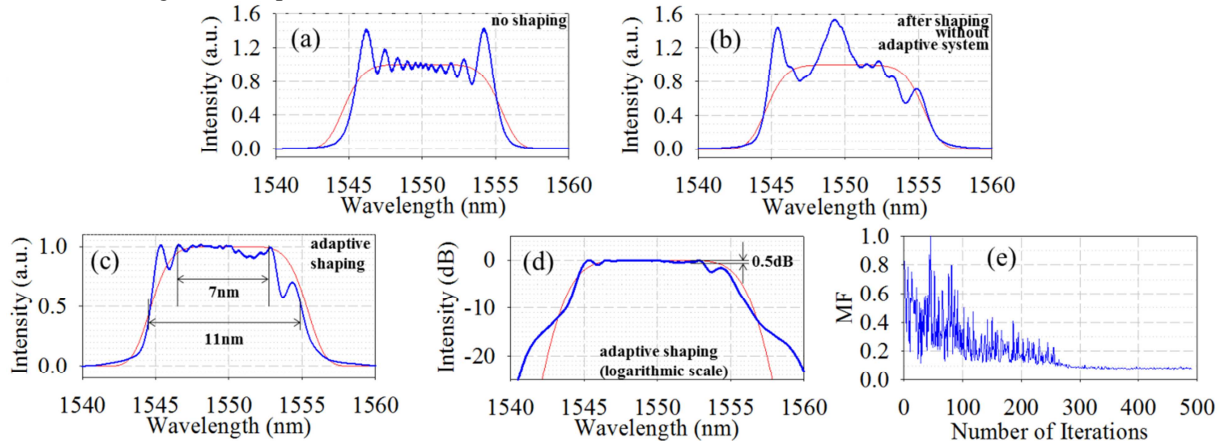 (a)
no shaping
Intensity (a.u.)
1.6
1.2
0.8
0.4
0.0
1540 1545 1550 1555 1560
Wavelength (nm)
(b)
after shaping
without
adaptive system
Intensity (a.u.)
1.6
1.2
0.8
0.4
0.0
1540 1545 1550 1555 1560
Wavelength (nm)
(c)
adaptive
shaping
7nm
11nm
Intensity (a.u.)
1.0
0.5
0.0
1540 1545 1550 1555 1560
Wavelength (nm)
(d)
0.5dB
adaptive shaping
(logarithmic scale)
Intensity (dB)
0
-10
-20
1540 1545 1550 1555 1560
Wavelength (nm)
(e)
MF
1.0
0.8
0.6
0.4
0.2
0.0
0 100 200 300 400 500
Number of Iterations